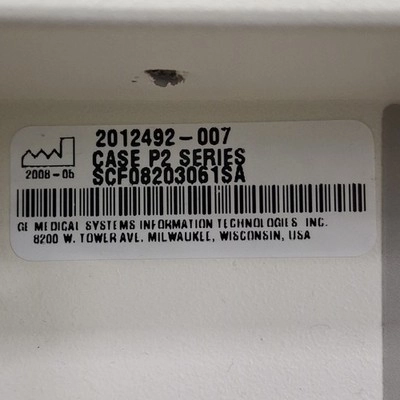 2012492-007
CASE P2 SERIES
2008-06
SCF08203061SA
GE MEDICAL SYSTEMS INFORMATION TECHNOLOGIES, INC.
8200 W. TOWER AVE, MILWAUKEE, WISCONSIN, USA